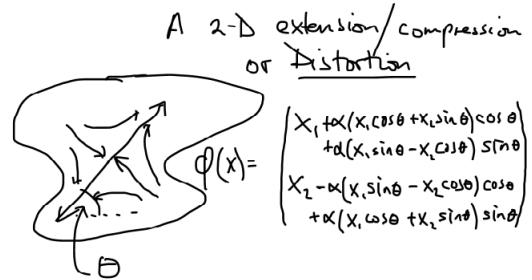 A 2-D extension/compression
or Distortion
φ(x)=
X₁ + α(x₁cosθ + x₂sinθ)cosθ
+α(x₁sinθ - x₂cosθ) sinθ
X₂ - α(x₁sinθ - x₂cosθ)cosθ
+α(x₁cosθ + x₂sinθ)sinθ
θ